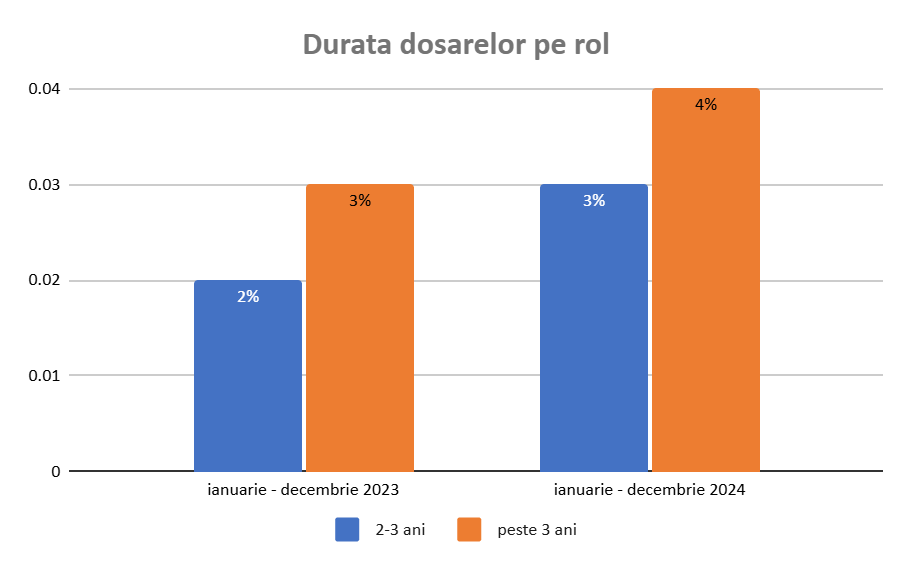 Durata dosarelor pe rol
0.04
0.03
0.02
0.01
0
2%
3%
3%
4%
ianuarie - decembrie 2023
ianuarie - decembrie 2024
2-3 ani
peste 3 ani